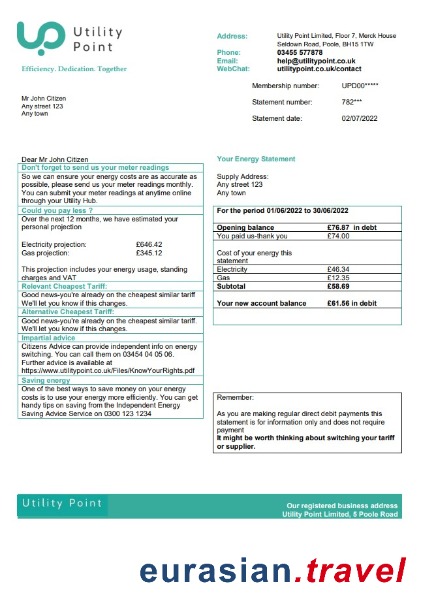 Utility
Point
Efficiency. Dedication. Together
Address: Utility Point Limited, Floor 7, Merck House
Seldown Road, Poole, BH15 1TW
Phone: 03455 577878
Email: help@utilitypoint.co.uk
WebChat: utilitypoint.co.uk/contact
Membership number: UPD00*****
Statement number: 782***
Statement date: 02/07/2022
Mr John Citizen
Any street 123
Any town
Dear Mr John Citizen
Don't forget to send us your meter readings
So we can ensure your energy costs are as accurate as
possible, please send us your meter readings monthly.
You can submit your meter readings at anytime online
through your Utility Hub.
Could you pay less ?
Over the next 12 months, we have estimated your
personal projection
Electricity projection: £646.42
Gas projection: £345.12
This projection includes your energy usage, standing
charges and VAT
Relevant Cheapest Tariff:
Good news-you're already on the cheapest similar tariff
We'll let you know if this changes.
Alternative Cheapest Tariff:
Good news-you're already on the cheapest similar tariff.
We'll let you know if this changes.
Impartial advice
Citizens Advice can provide independent info on energy
switching. You can call them on 03454 04 05 06.
Further advice is available at
https://www.utilitypoint.co.uk/Files/KnowYourRights.pdf
Saving energy
One of the best ways to save money on your energy
costs is to use your energy more efficiently. You can get
handy tips on saving from the Independent Energy
Saving Advice Service on 0300 123 1234
Your Energy Statement
Supply Address:
Any street 123
Any town
For the period 01/06/2022 to 30/06/2022
Opening balance £76.87 in debt
You paid us-thank you £74.00
Cost of your energy this
statement
Electricity £46.34
Gas £12.35
Subtotal £58.69
Your new account balance £61.56 in debt
Remember:
As you are making regular direct debit payments this
statement is for information only and does not require
payment
It might be worth thinking about switching your tariff
or supplier.
Utility Point
Our registered business address
Utility Point Limited, 5 Poole Road
eurasian.travel